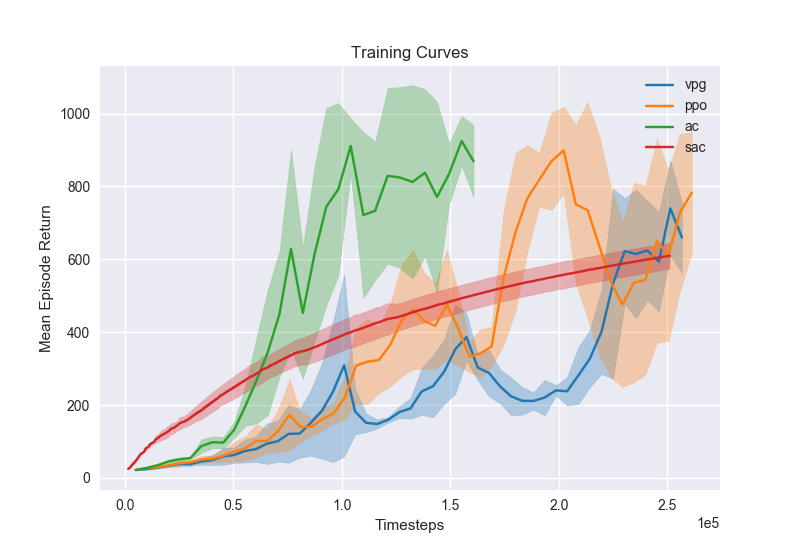 Training Curves
vpg
ppo
ac
sac
Mean Episode Return
1000
800
600
400
200
0
0.0 0.5 1.0 1.5 2.0 2.5
1e5
Timesteps